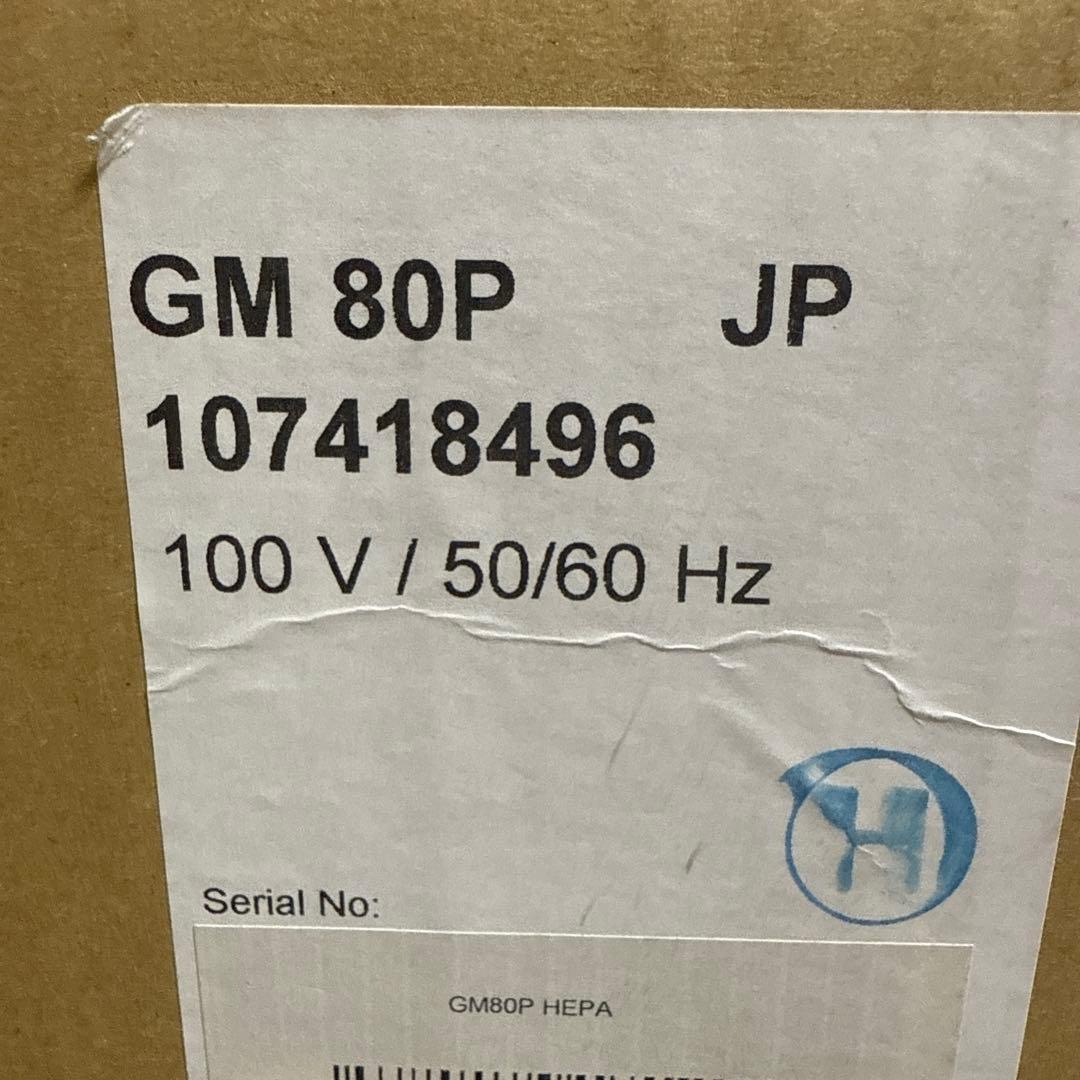 GM 80P JP
107418496
100 V / 50/60 Hz
H
Serial No:
GM80P HEPA